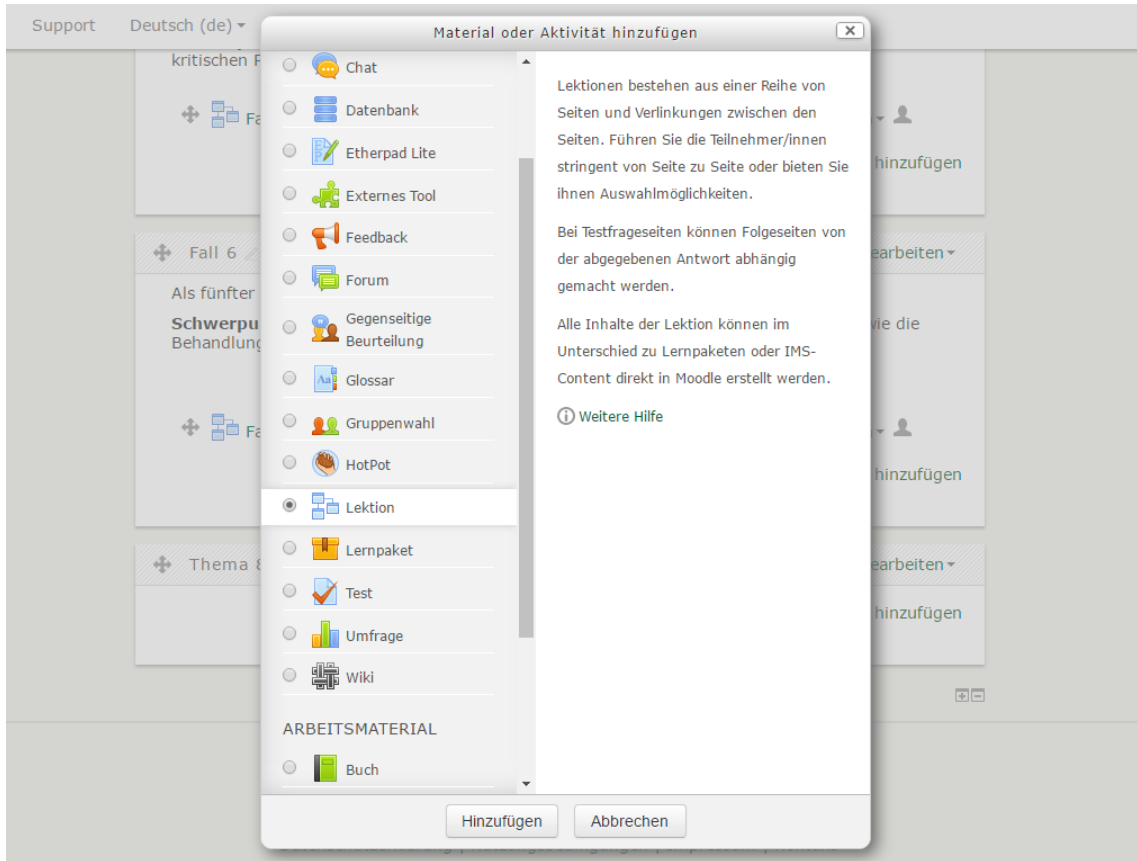 Support Deutsch (de)
Material oder Aktivität hinzufügen
kritischen
hinzufügen
Fall 6
earbeiten
Als fünfter
Schwerpu wie die
Behandlung
hinzufügen
Thema 8
earbeiten
hinzufügen
Chat
Datenbank
Etherpad Lite
Externes Tool
Feedback
Forum
Gegenseitige
Beurteilung
Glossar
Gruppenwahl
HotPot
Lektion
Lernpaket
Test
Umfrage
Wiki
ARBEITSMATERIAL
Buch
Lektionen bestehen aus einer Reihe von
Seiten und Verlinkungen zwischen den
Seiten. Führen Sie die Teilnehmer/innen
stringent von Seite zu Seite oder bieten Sie
ihnen Auswahlmöglichkeiten.
Bei Testfrageseiten können Folgeseiten von
der abgegebenen Antwort abhängig
gemacht werden.
Alle Inhalte der Lektion können im
Unterschied zu Lernpaketen oder IMS-
Content direkt in Moodle erstellt werden.
Weitere Hilfe
Hinzufügen Abbrechen